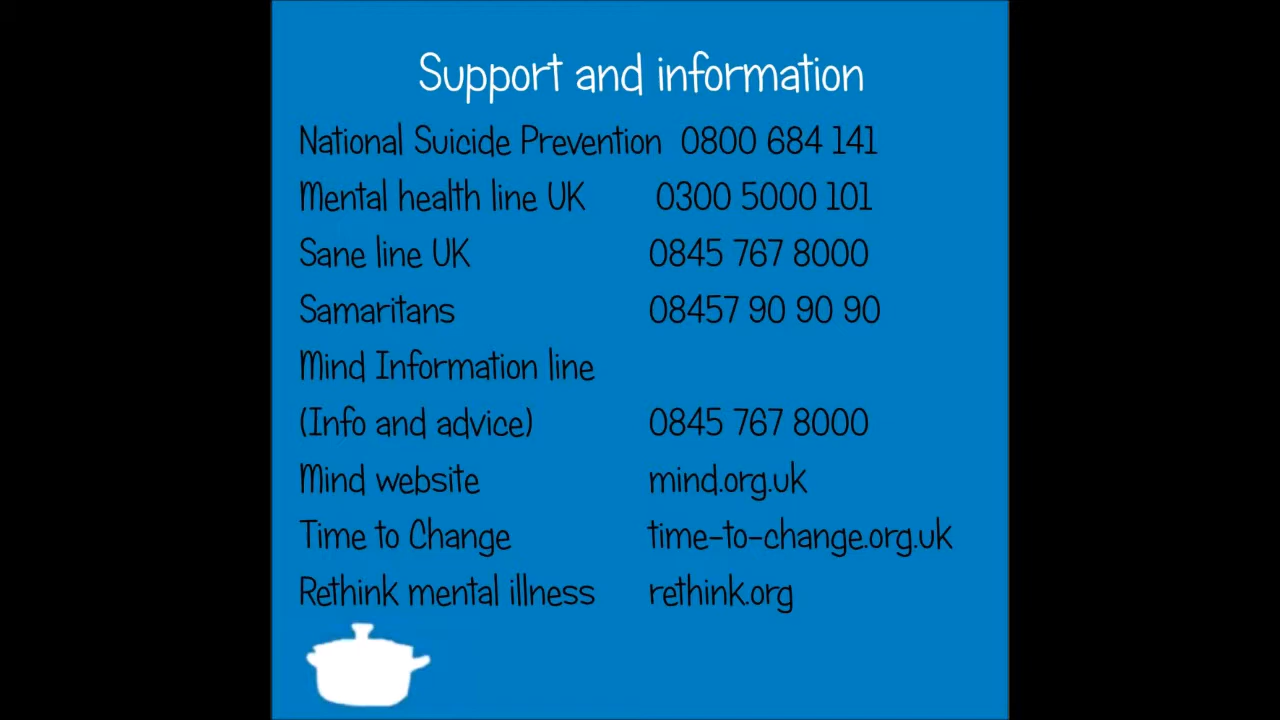 Support and information
National Suicide Prevention 0800 684 141
Mental health line UK 0300 5000 101
Sane line UK 0845 767 8000
Samaritans 08457 90 90 90
Mind Information line
(Info and advice) 0845 767 8000
Mind website mind.org.uk
Time to Change time-to-change.org.uk
Rethink mental illness rethink.org